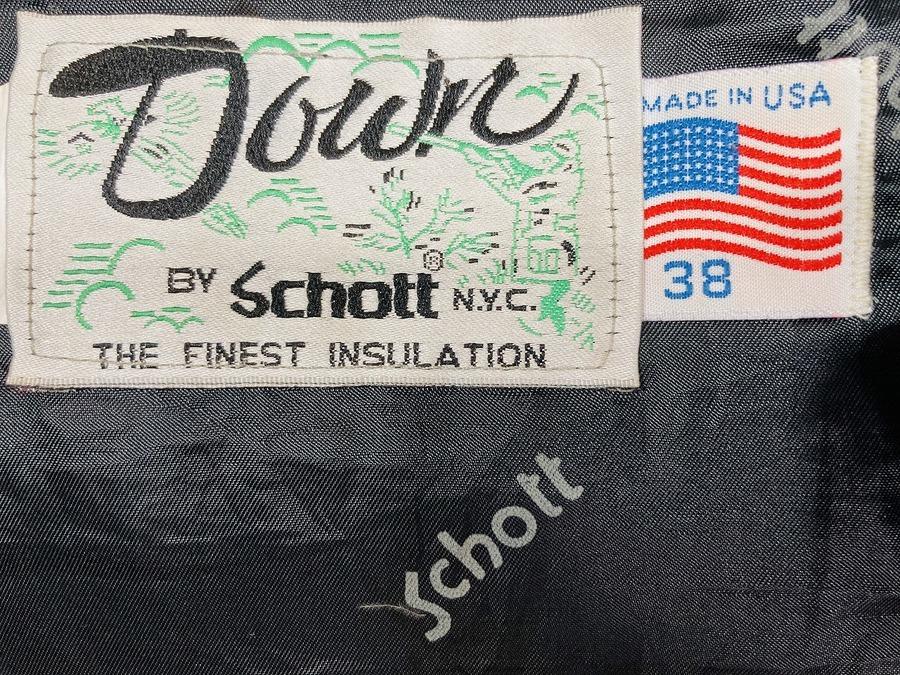 Down
BY Schott® N.Y.C.
THE FINEST INSULATION
MADE IN USA
38
Schott